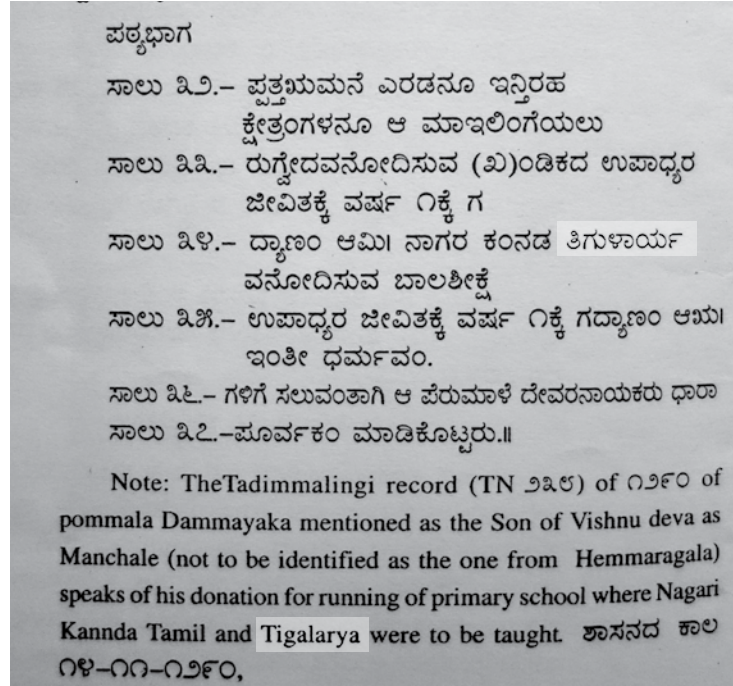 ಪಠ್ಯಭಾಗ
ಸಾಲು ೩೨.– ಪ್ಪತ್ತಋಮನೆ ಎರಡನೂ ಇನ್ತಿರಹ
ಕ್ಷೇತ್ರಂಗಳನೂ ಆ ಮಾಇಲಿಂಗೆಯಲು
ಸಾಲು ೩೩.– ರುಗ್ವೇದವನೋದಿಸುವ (ಖ)ಂಡಿಕದ ಉಪಾಧ್ಯರ
ಜೀವಿತಕ್ಕೆ ವರ್ಷ ೧ಕ್ಕೆ ಗ
ಸಾಲು ೩೪.– ದ್ಯಾಣಂ ಆಮಿ। ನಾಗರ ಕಂನಡ ತಿಗುಳಾರ್ಯ
ವನೋದಿಸುವ ಬಾಲಶೀಕ್ಷೆ
ಸಾಲು ೩೫.– ಉಪಾಧ್ಯರ ಜೀವಿತಕ್ಕೆ ವರ್ಷ ೧ಕ್ಕೆ ಗದ್ಯಾಣಂ ಆಋ।
ಇಂತೀ ಧರ್ಮವಂ.
ಸಾಲು ೩೬.– ಗಳಿಗೆ ಸಲುವಂತಾಗಿ ಆ ಪೆರುಮಾಳೆ ದೇವರನಾಯಕರು ಧಾರಾ
ಸಾಲು ೩೭.–ಪೂರ್ವಕಂ ಮಾಡಿಕೊಟ್ಟರು.॥
Note: TheTadimmalingi record (TN ೨೩೮) of ೧೨೯೦ of
pommala Dammayaka mentioned as the Son of Vishnu deva as
Manchale (not to be identified as the one from Hemmaragala)
speaks of his donation for running of primary school where Nagari
Kannda Tamil and Tigalarya were to be taught. ಶಾಸನದ ಕಾಲ
೧೪–೧೧–೧೨೯೦,